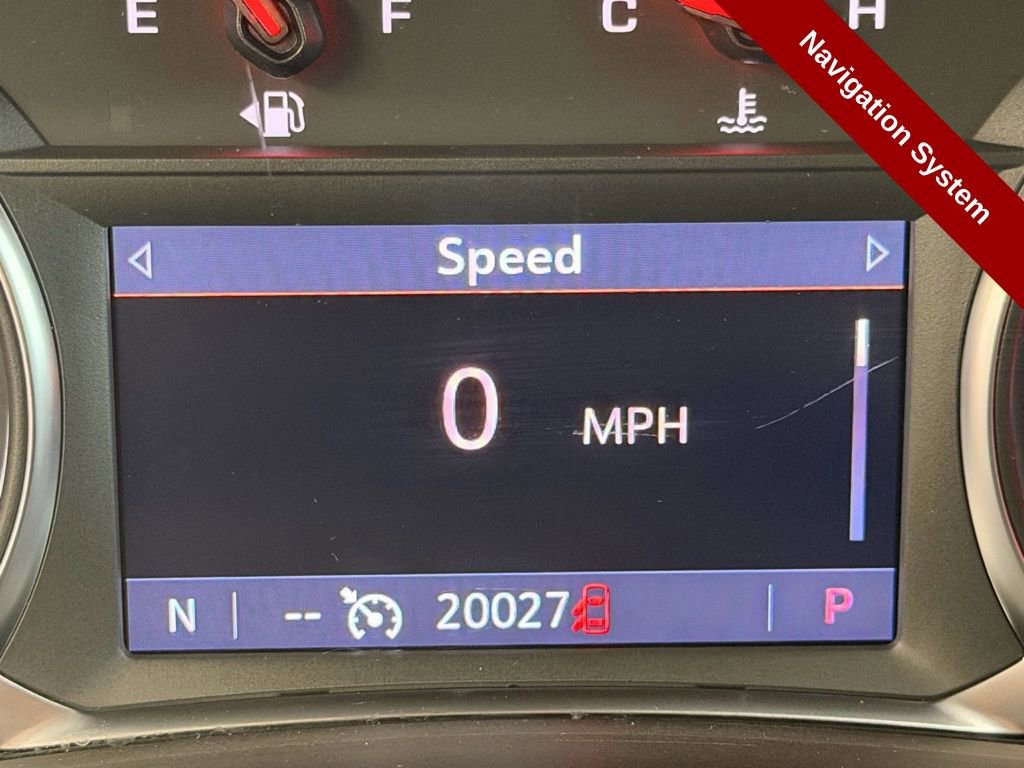 E F C H
Navigation System
Speed
0 MPH
N -- 20027 P